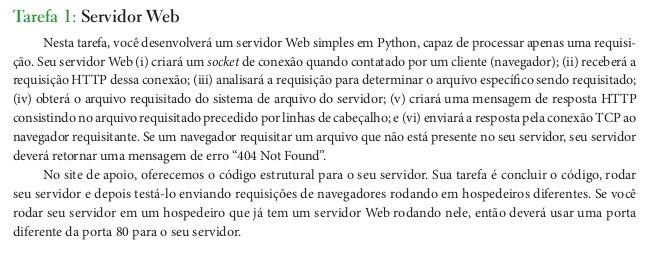 Tarefa 1: Servidor Web
Nesta tarefa, você desenvolverá um servidor Web simples em Python, capaz de processar apenas uma requisi-
ção. Seu servidor Web (i) criará um socket de conexão quando contatado por um cliente (navegador); (ii) receberá a
requisição HTTP dessa conexão; (iii) analisará a requisição para determinar o arquivo específico sendo requisitado;
(iv) obterá o arquivo requisitado do sistema de arquivo do servidor; (v) criará uma mensagem de resposta HTTP
consistindo no arquivo requisitado precedido por linhas de cabeçalho; e (vi) enviará a resposta pela conexão TCP ao
navegador requisitante. Se um navegador requisitar um arquivo que não está presente no seu servidor, seu servidor
deverá retornar uma mensagem de erro “404 Not Found”.
No site de apoio, oferecemos o código estrutural para o seu servidor. Sua tarefa é concluir o código, rodar
seu servidor e depois testá-lo enviando requisições de navegadores rodando em hospedeiros diferentes. Se você
rodar seu servidor em um hospedeiro que já tem um servidor Web rodando nele, então deverá usar uma porta
diferente da porta 80 para o seu servidor.